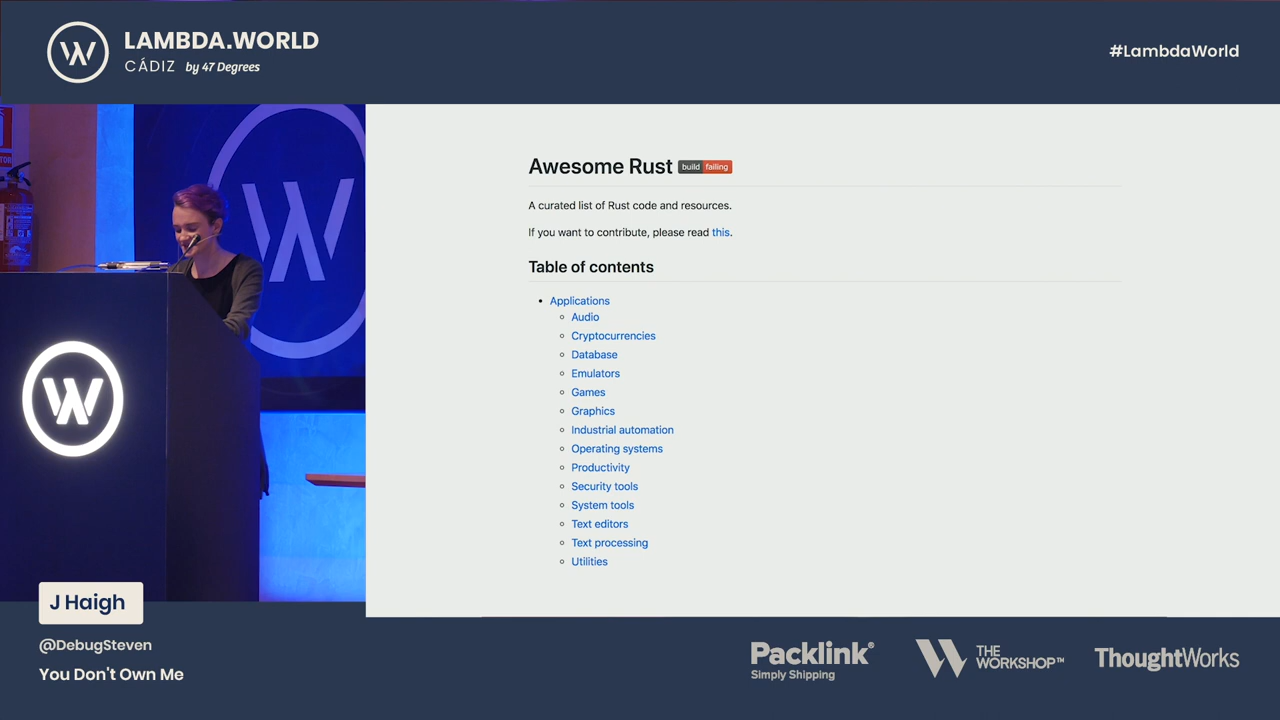 LAMBDA.WORLD
CÁDIZ by 47 Degrees
#LambdaWorld
Awesome Rust build failing
A curated list of Rust code and resources.
If you want to contribute, please read this.
Table of contents
Applications
Audio
Cryptocurrencies
Database
Emulators
Games
Graphics
Industrial automation
Operating systems
Productivity
Security tools
System tools
Text editors
Text processing
Utilities
J Haigh
@DebugSteven
You Don't Own Me
Packlink®
Simply Shipping
THE
WORKSHOP™
ThoughtWorks